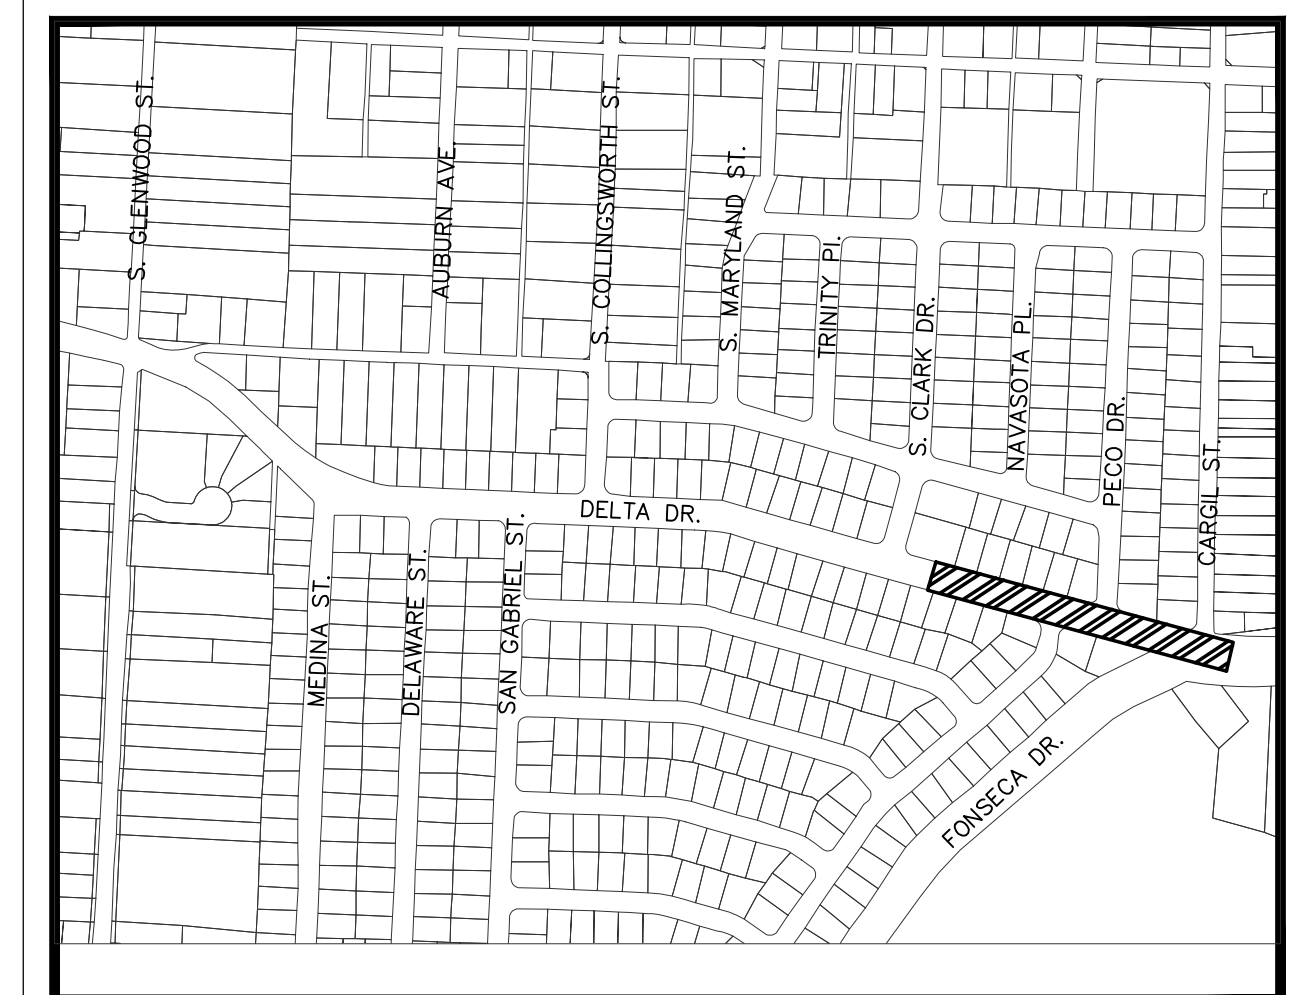 S. GLENWOOD ST.
AUBURN AVE.
S. COLLINGSWORTH ST.
S. MARYLAND ST.
TRINITY Pl.
S. CLARK DR.
NAVASOTA PL.
PECO DR.
CARGIL ST.
DELTA DR.
MEDINA ST.
DELAWARE ST.
SAN GABRIEL ST.
FONSECA DR.